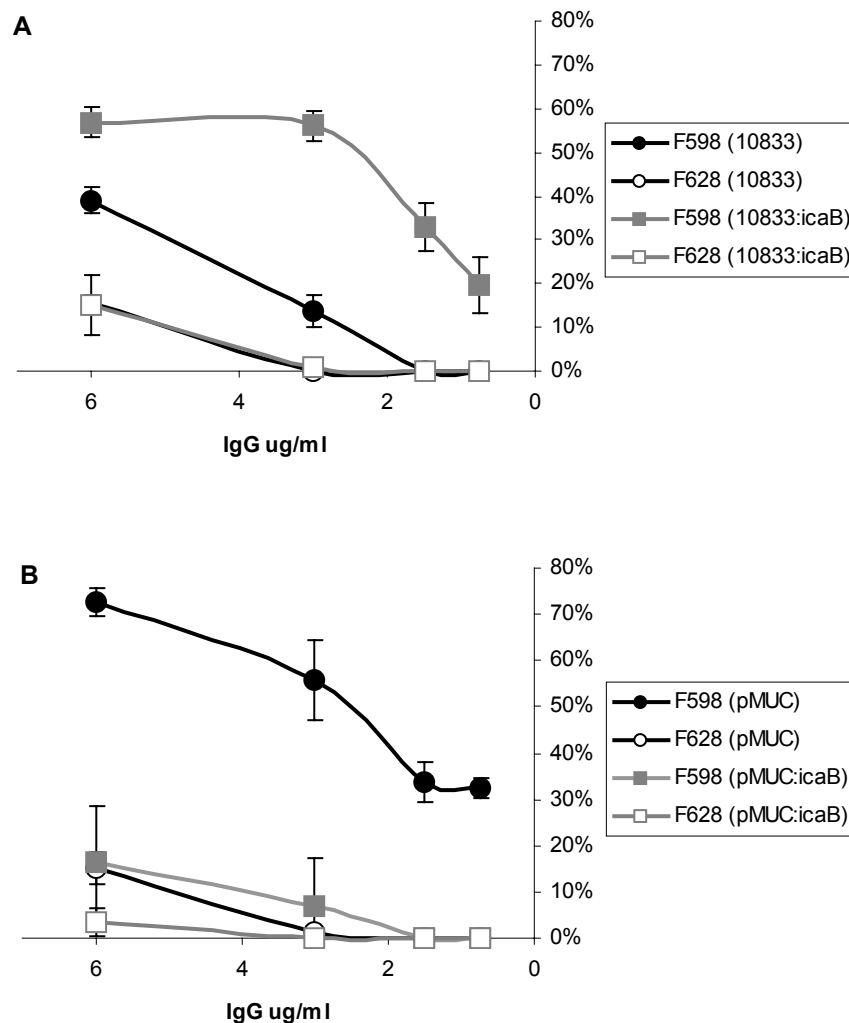 A
80%
70%
60%
50%
40%
30%
20%
10%
0%
6
4
2
0
IgG ug/ml
F598 (10833)
F628 (10833)
F598 (10833:icaB)
F628 (10833:icaB)
B
80%
70%
60%
50%
40%
30%
20%
10%
0%
6
4
2
0
IgG ug/ml
F598 (pMUC)
F628 (pMUC)
F598 (pMUC:icaB)
F628 (pMUC:icaB)